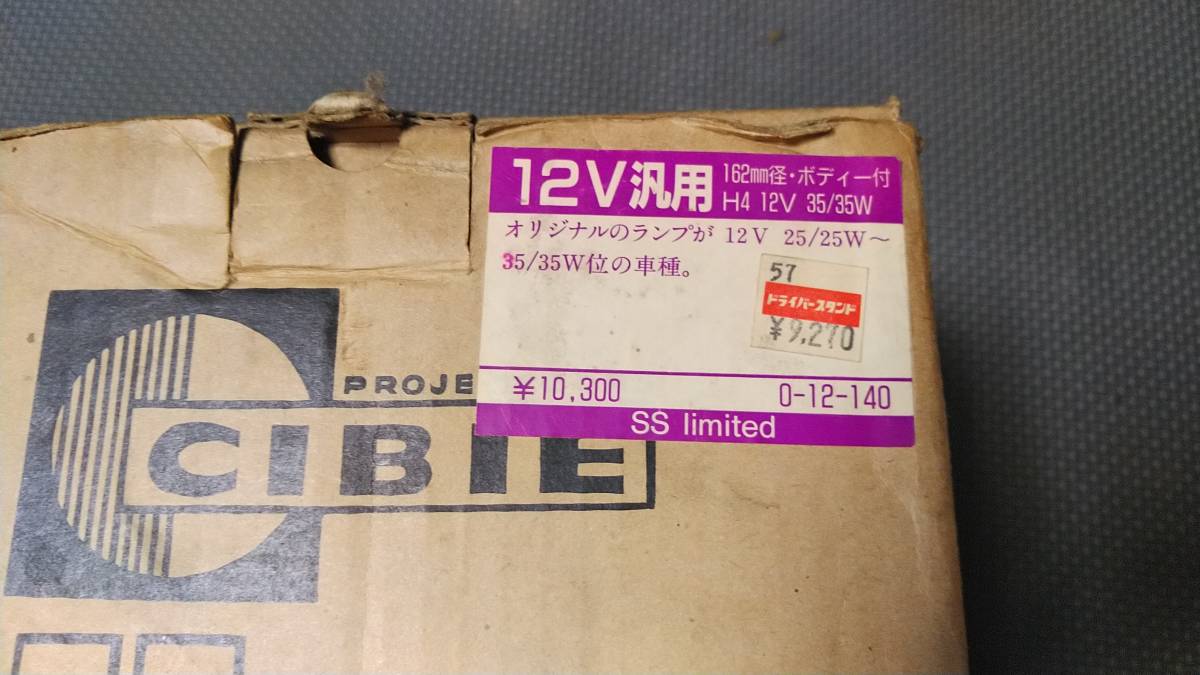 12V汎用
162mm径・ボディー付
H4 12V 35/35W
オリジナルのランプが 12V 25/25W～
35/35W位の車種。
57
ドライバースタンド
¥9,270
¥10,300 0-12-140
SS limited
PROJE
CIBIE